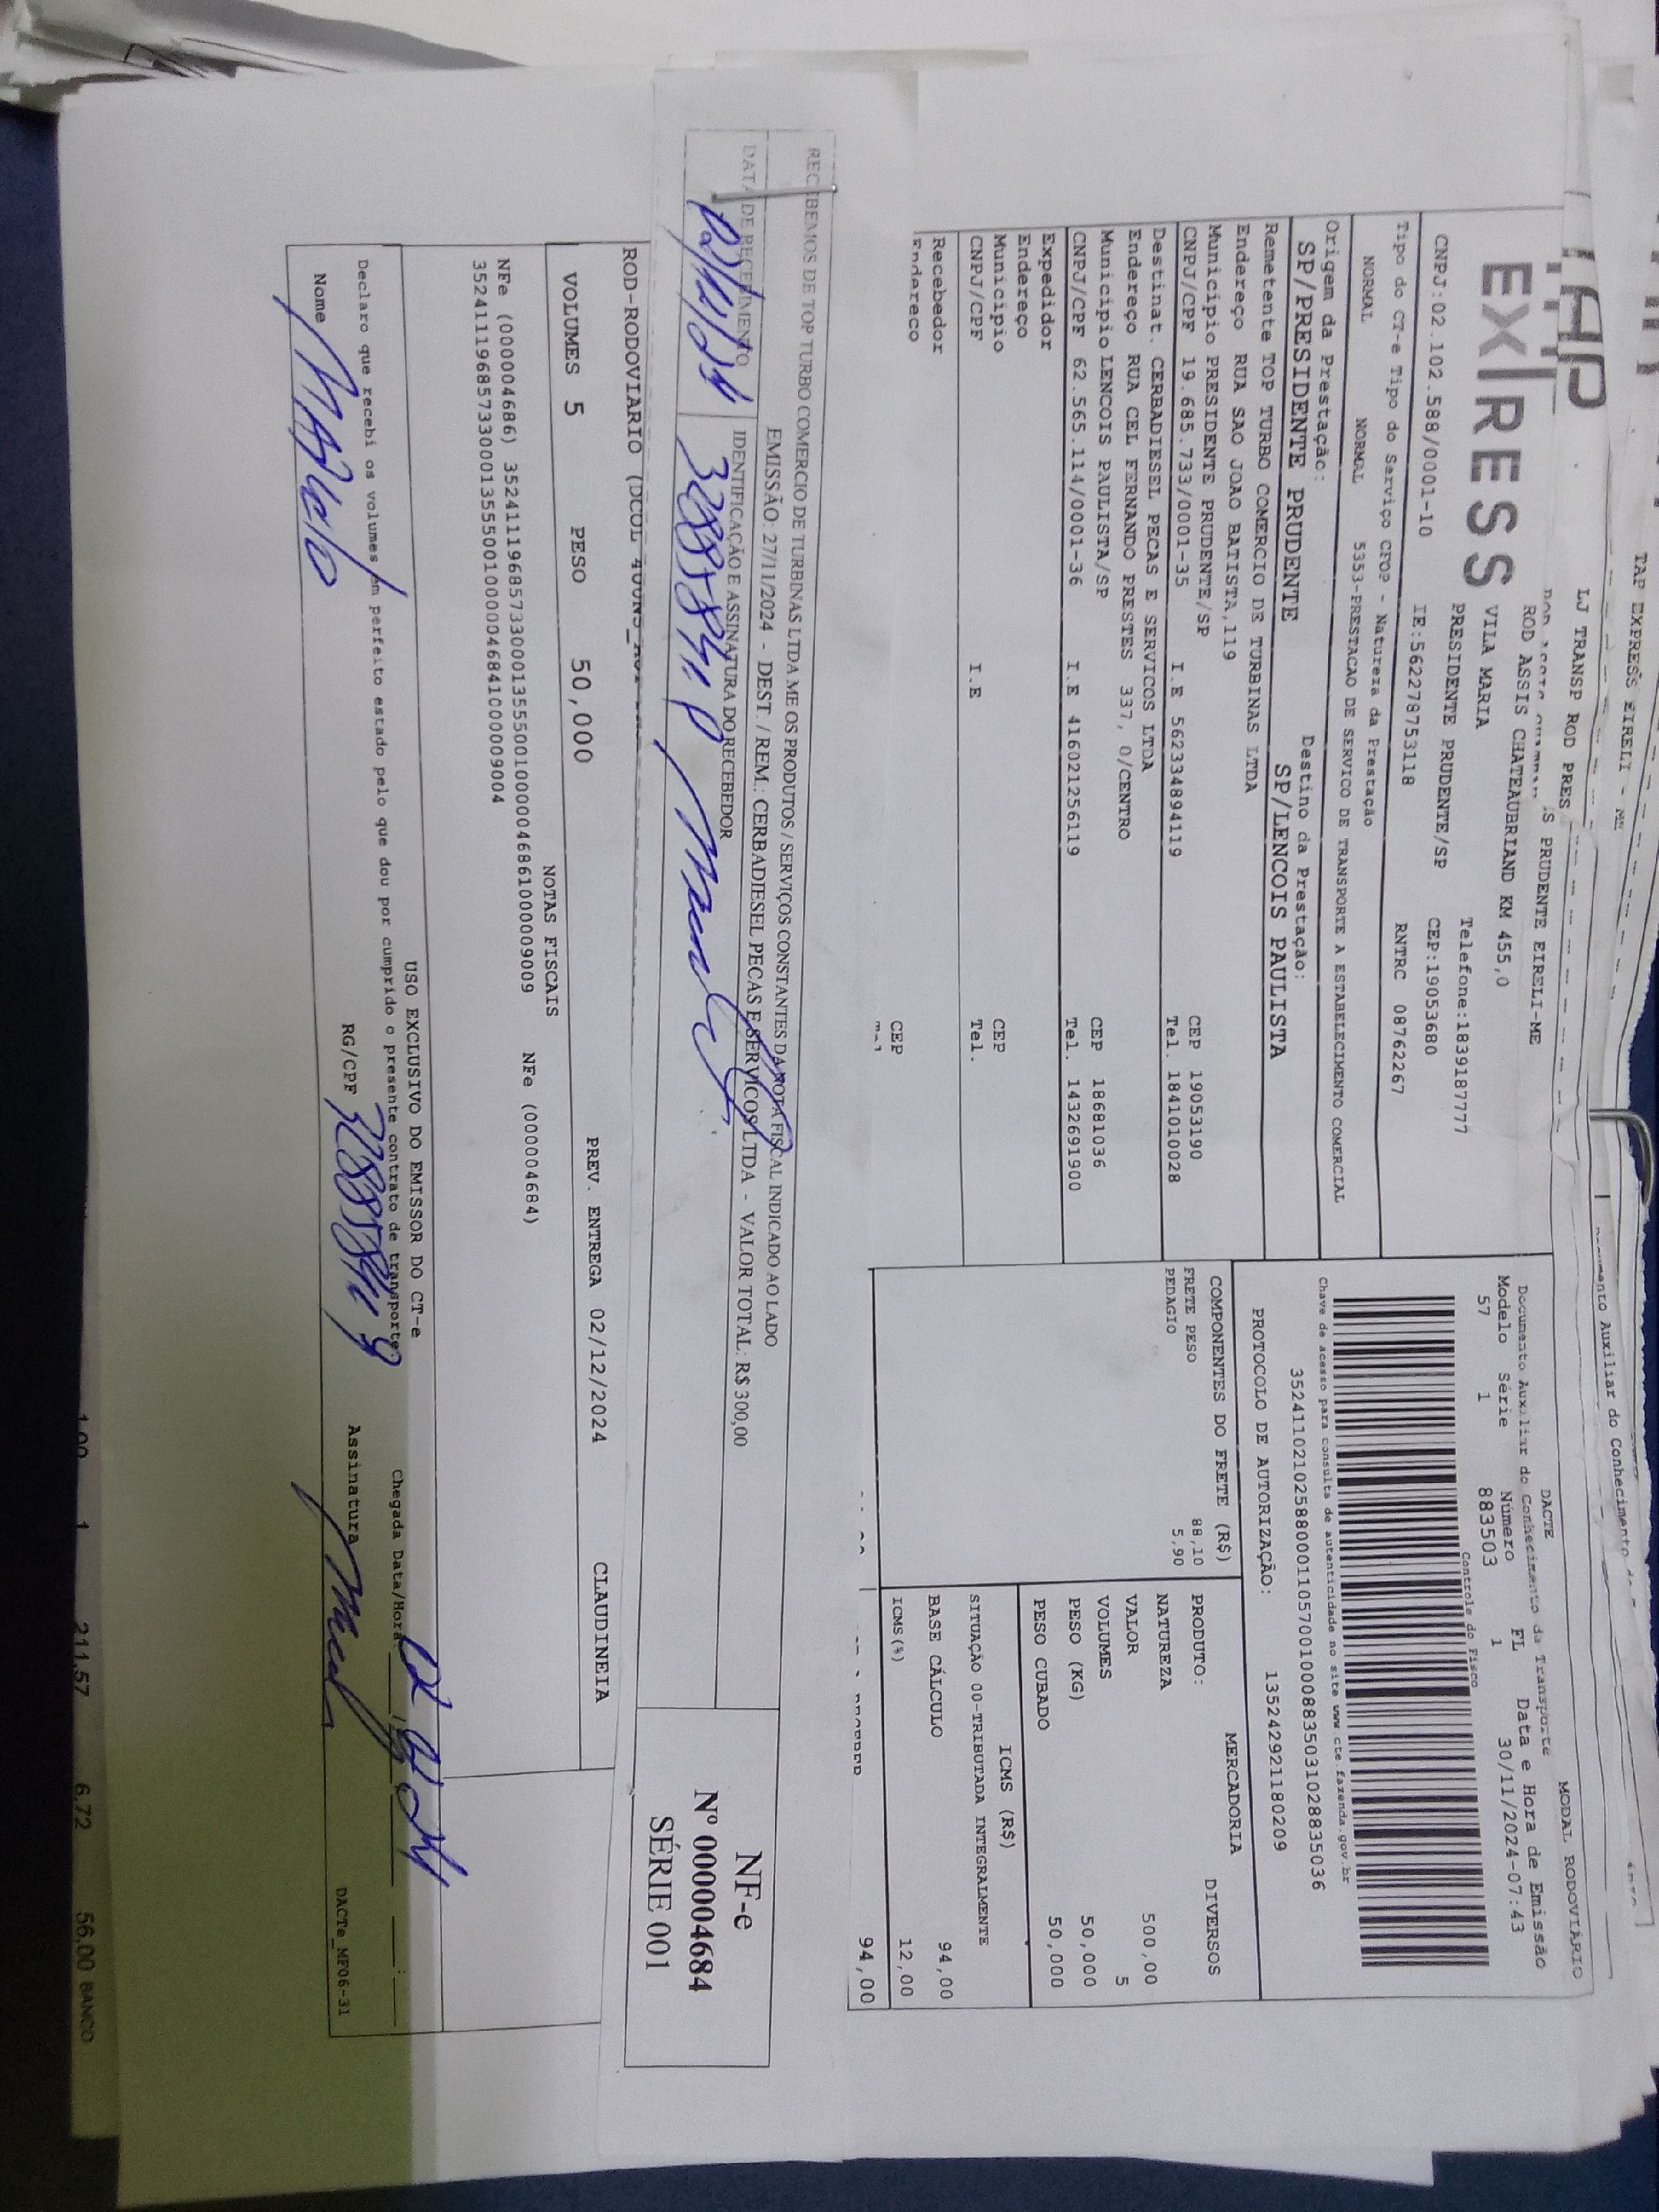 TAP EXPRESS EIRELI - ME
LJ TRANSP ROD PRES
S PRUDENTE EIRELI-ME
ROD ASSIS CHATEAUBRIAND KM 455,0
VILA MARIA
PRESIDENTE PRUDENTE/SP
Telefone:1839187777
CNPJ:02.102.588/0001-10
IE:562278753118
CEP:19053680
Tipo do CT-e Tipo do Serviço CFOP - Natureza da Prestação
RNTRC 08762267
NORMAL NORMAL 5353-PRESTACAO DE SERVICO DE TRANSPORTE A ESTABELECIMENTO COMERCIAL
Origem da Prestação: Destino da Prestação:
SP/PRESIDENTE PRUDENTE SP/LENCOIS PAULISTA
Remetente TOP TURBO COMERCIO DE TURBINAS LTDA
Endereço RUA SAO JOAO BATISTA,119
Municipio PRESIDENTE PRUDENTE/SP CEP 19053190
CNPJ/CPF 19.685.733/0001-35 I.E 562334894119 Tel. 1841010028
Destinat. CERBADIESEL PECAS E SERVICOS LTDA
Endereço RUA CEL FERNANDO PRESTES 337, 0/CENTRO
Municipio LENCOIS PAULISTA/SP CEP 18681036
CNPJ/CPF 62.565.114/0001-36 I.E 416021256119 Tel. 1432691900
Expedidor
Endereço
Municipio CEP
CNPJ/CPF I.E Tel.
Recebedor
Endereco CEP
MODAL RODOVIÁRIO
DACTE
Documento Auxiliar do Conhecimento de Transporte
Modelo Série Número FL Data e Hora de Emissão
57 1 883503 1 30/11/2024-07:43
Controle do Fisco
Chave de acesso para consulta de autenticidade no site www.cte.fazenda.gov.br
35241102102588000110570010008835031028835036
PROTOCOLO DE AUTORIZAÇÃO: 135242921180209
COMPONENTES DO FRETE (R$)
FRETE PESO 88,10
PEDAGIO 5,90
MERCADORIA
PRODUTO: DIVERSOS
NATUREZA
VALOR 500,00
VOLUMES 5
PESO (KG) 50,000
PESO CUBADO 50,000
ICMS (R$)
SITUAÇÃO 00-TRIBUTADA INTEGRALMENTE
BASE CÁLCULO 94,00
ICMS(%) 12,00
94,00
RECEBEMOS DE TOP TURBO COMERCIO DE TURBINAS LTDA ME OS PRODUTOS / SERVIÇOS CONSTANTES DA NOTA FISCAL INDICADO AO LADO
EMISSÃO: 27/11/2024 - DEST. / REM.: CERBADIESEL PECAS E SERVICOS LTDA - VALOR TOTAL: R$ 300,00
DATA DE RECEBIMENTO IDENTIFICAÇÃO E ASSINATURA DO RECEBEDOR
NF-e
Nº 000004684
SÉRIE 001
ROD-RODOVIARIO
VOLUMES 5 PESO 50,000 PREV. ENTREGA 02/12/2024 CLAUDINEIA
NOTAS FISCAIS
NFe (000004686) 35241119685733000135550010000046861000009009 NFe (000004684)
35241119685733000135550010000046841000009004
USO EXCLUSIVO DO EMISSOR DO CT-e
Declaro que recebi os volumes em perfeito estado pelo que dou por cumprido o presente contrato de transporte.
Chegada Data/Hora
Nome RG/CPF Assinatura
DACTe_MF06-31
1,00 1 211,57 6,72 56,00 BANCO